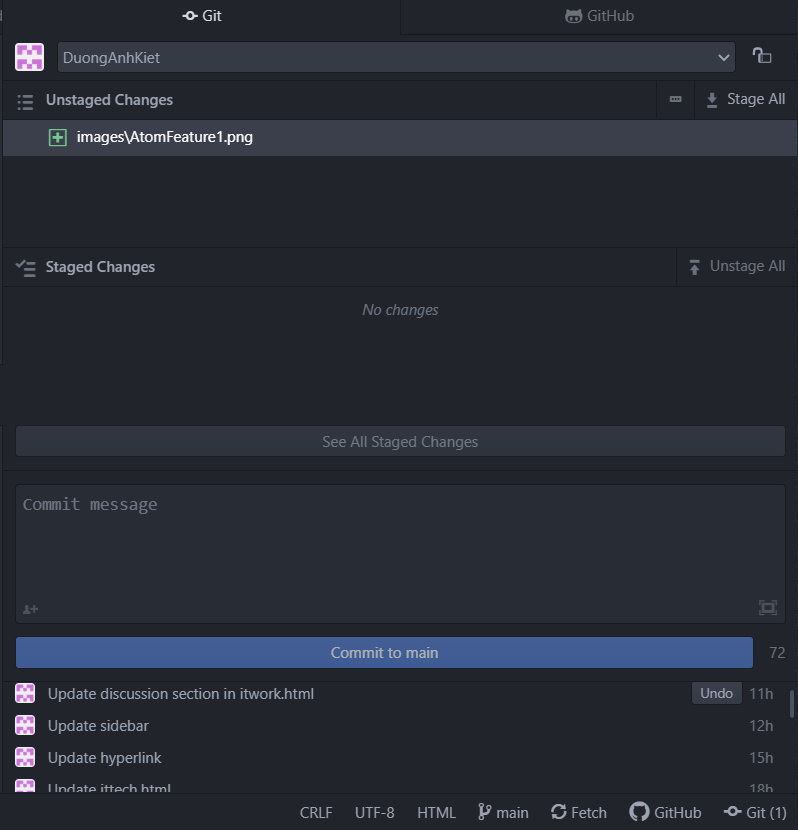 Git
GitHub
DuongAnhKiet
Unstaged Changes
Stage All
images\AtomFeature1.png
Staged Changes
Unstage All
No changes
See All Staged Changes
Commit message
Commit to main
72
Update discussion section in itwork.html
Undo
11h
Update sidebar
12h
Update hyperlink
15h
Update ittech.html
18h
CRLF
UTF-8
HTML
main
Fetch
GitHub
Git (1)